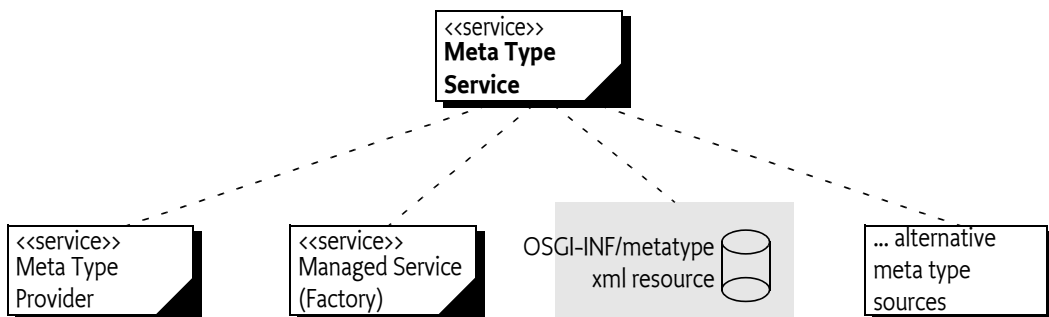 <<service>>
Meta Type
Service
<<service>>
Meta Type
Provider
<<service>>
Managed Service
(Factory)
OSGI-INF/metatype
xml resource
... alternative
meta type
sources